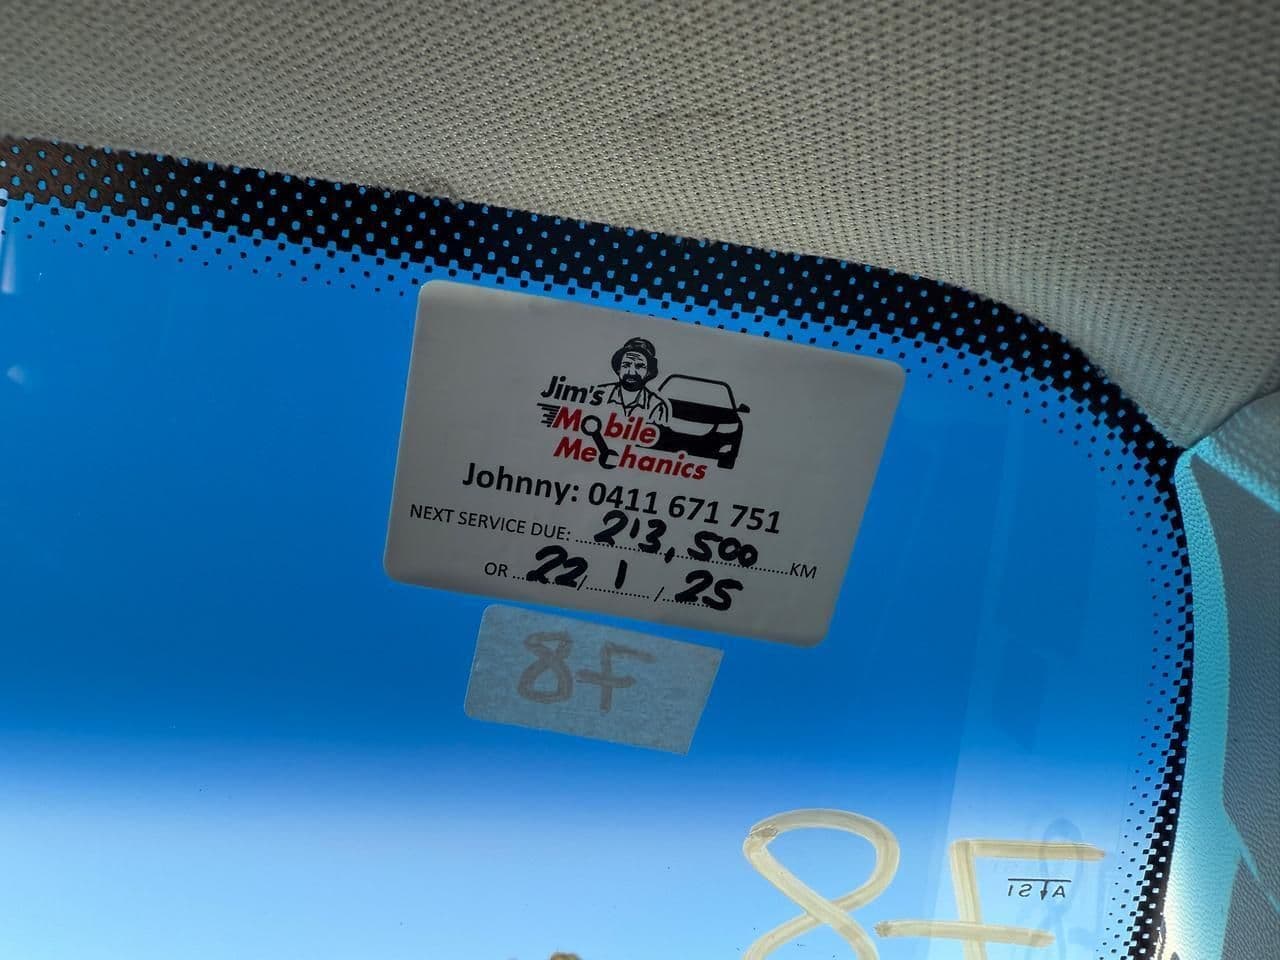 Jim's
Mobile
Mechanics
Johnny: 0411 671 751
NEXT SERVICE DUE: 213,500 KM
OR 22 / 1 / 25
8F
8F
AS1